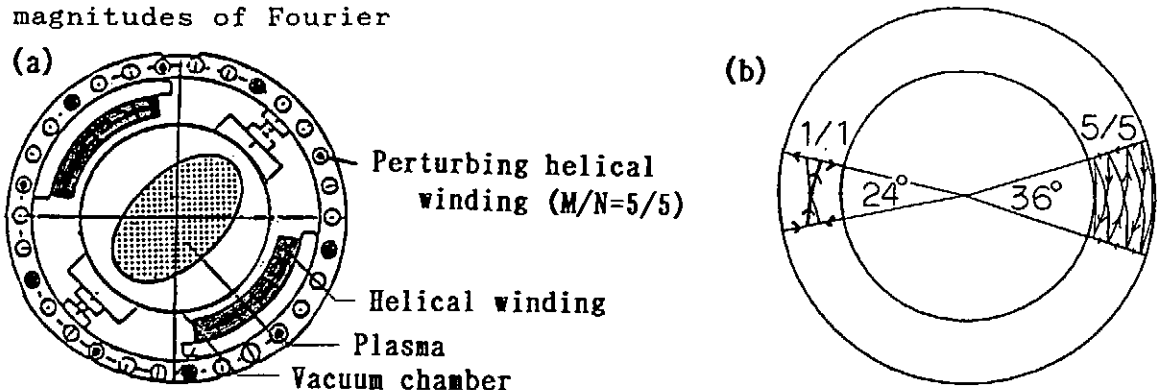 magnitudes of Fourier
(a)
Perturbing helical
winding (M/N=5/5)
Helical winding
Plasma
Vacuum chamber
(b)
1/1
5/5
24°
36°